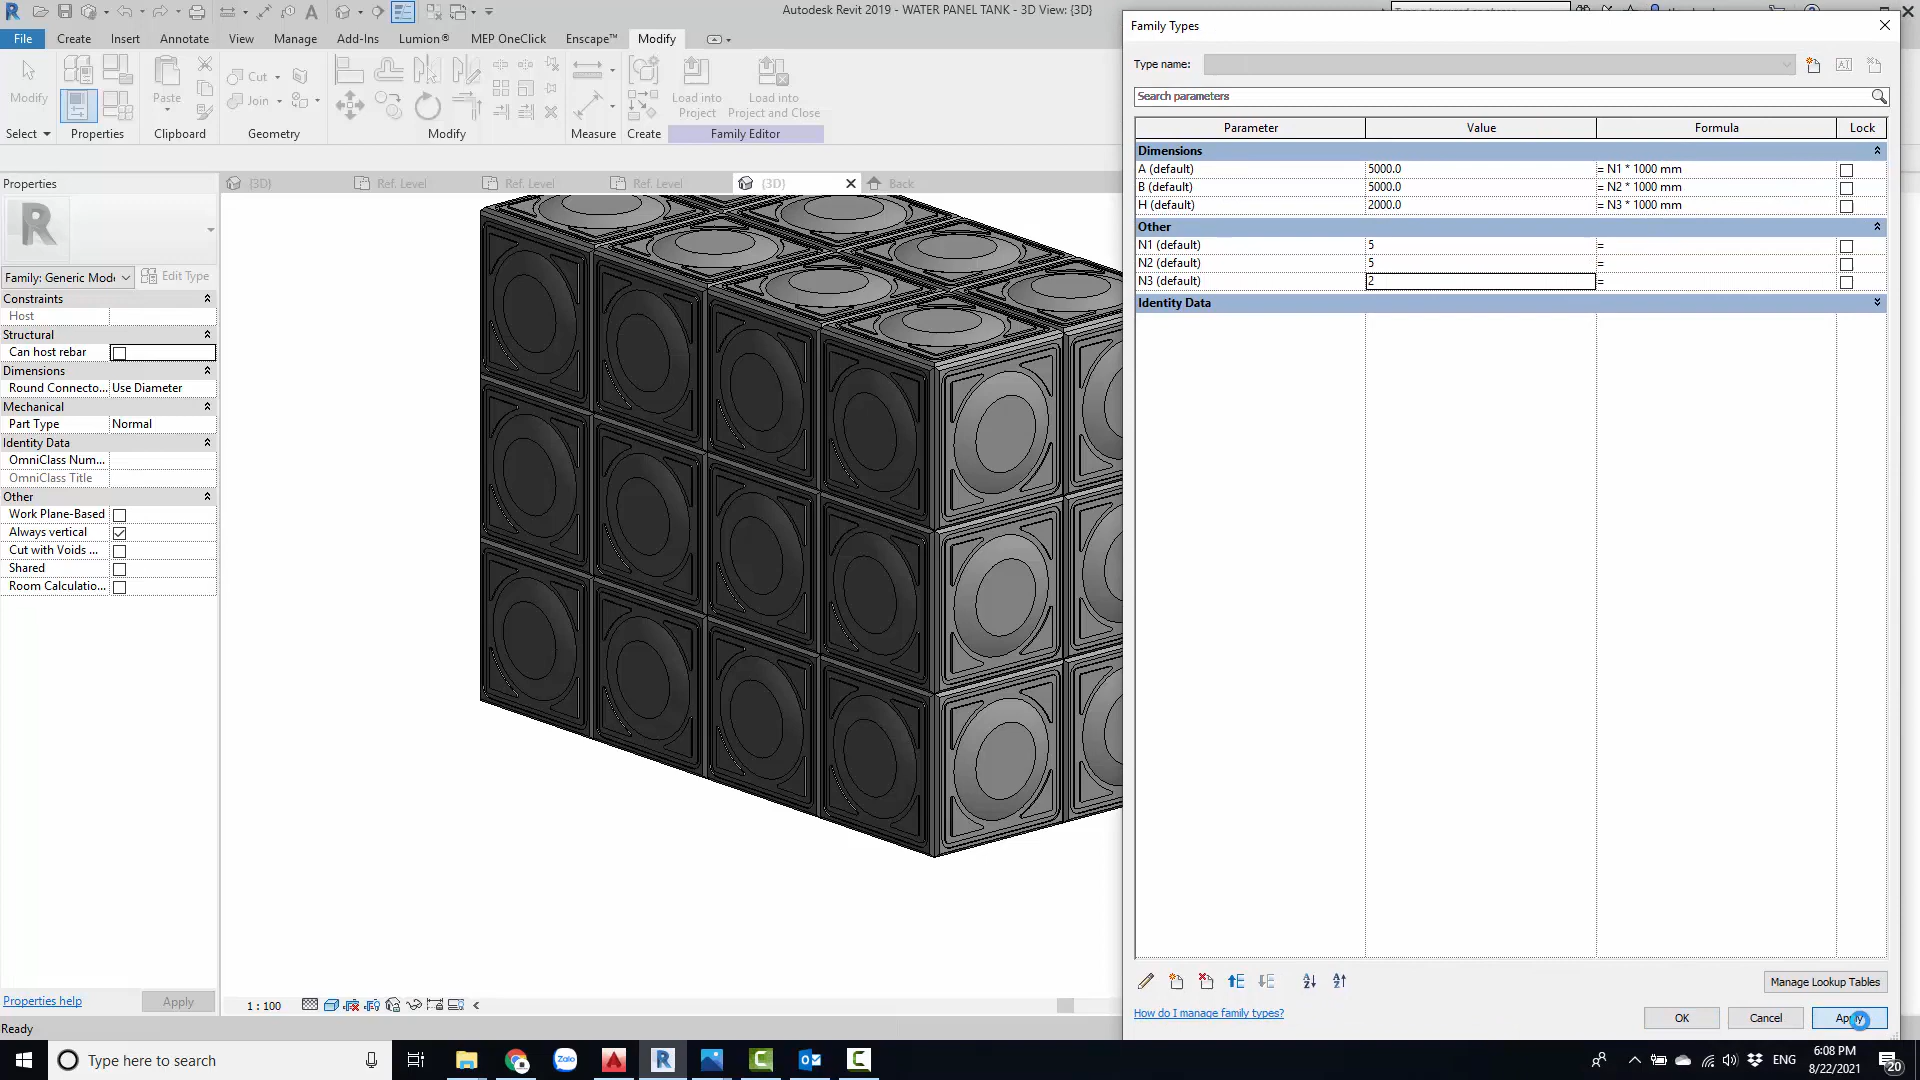 Autodesk Revit 2019 - WATER PANEL TANK - 3D View: {3D}
File
Create
Insert
Annotate
View
Manage
Add-Ins
Lumion®
MEP OneClick
Enscape™
Modify
Modify
Paste
Cut
Join
Load into
Project
Load into
Project and Close
Select
Properties
Clipboard
Geometry
Modify
Measure
Create
Family Editor
Properties
{3D}
Ref. Level
Ref. Level
Ref. Level
{3D}
Back
Family: Generic Mode
Edit Type
Constraints
Host
Structural
Can host rebar
Dimensions
Round Connecto...
Use Diameter
Mechanical
Part Type
Normal
Identity Data
OmniClass Num...
OmniClass Title
Other
Work Plane-Based
Always vertical
Cut with Voids ...
Shared
Room Calculatio...
Properties help
Apply
1 : 100
Ready
Family Types
Type name:
Search parameters
Parameter Value Formula Lock
Dimensions
A (default) 5000.0 = N1 * 1000 mm
B (default) 5000.0 = N2 * 1000 mm
H (default) 2000.0 = N3 * 1000 mm
Other
N1 (default) 5 =
N2 (default) 5 =
N3 (default) 2 =
Identity Data
Manage Lookup Tables
How do I manage family types?
OK
Cancel
Type here to search
Zalo
ENG
6:08 PM
8/22/2021
20